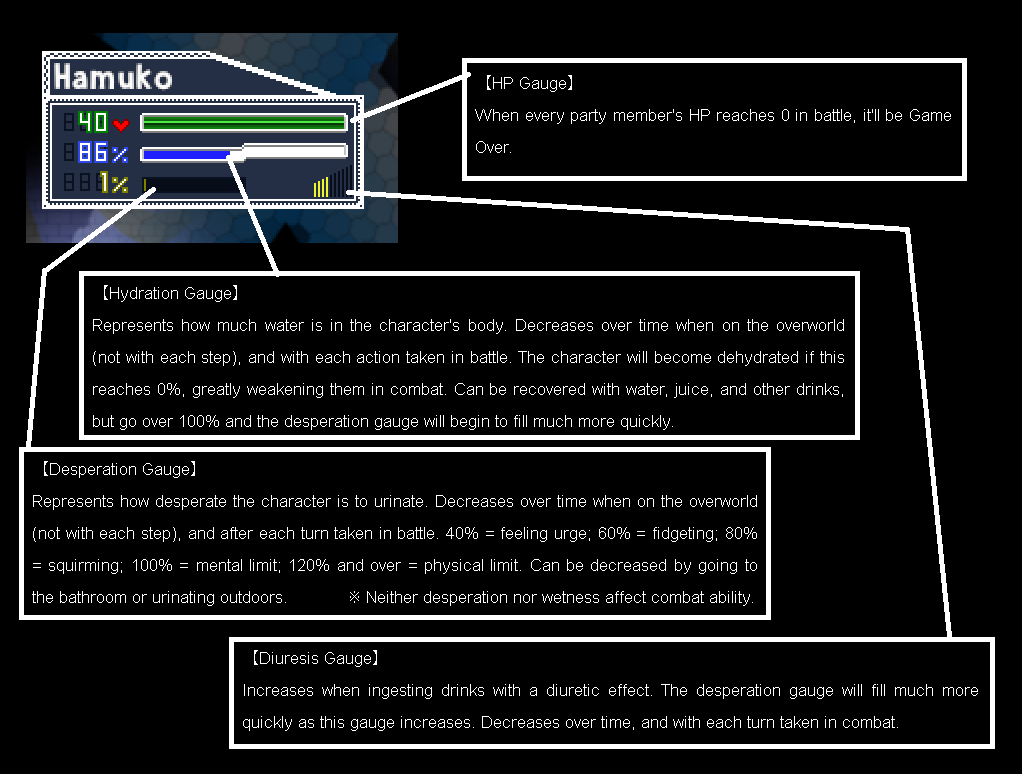 Hamuko
40
86%
1%
【HP Gauge】
When every party member's HP reaches 0 in battle, it'll be Game
Over.
【Hydration Gauge】
Represents how much water is in the character's body. Decreases over time when on the overworld
(not with each step), and with each action taken in battle. The character will become dehydrated if this
reaches 0%, greatly weakening them in combat. Can be recovered with water, juice, and other drinks,
but go over 100% and the desperation gauge will begin to fill much more quickly.
【Desperation Gauge】
Represents how desperate the character is to urinate. Decreases over time when on the overworld
(not with each step), and after each turn taken in battle. 40% = feeling urge; 60% = fidgeting; 80%
= squirming; 100% = mental limit; 120% and over = physical limit. Can be decreased by going to
the bathroom or urinating outdoors. ※ Neither desperation nor wetness affect combat ability.
【Diuresis Gauge】
Increases when ingesting drinks with a diuretic effect. The desperation gauge will fill much more
quickly as this gauge increases. Decreases over time, and with each turn taken in combat.